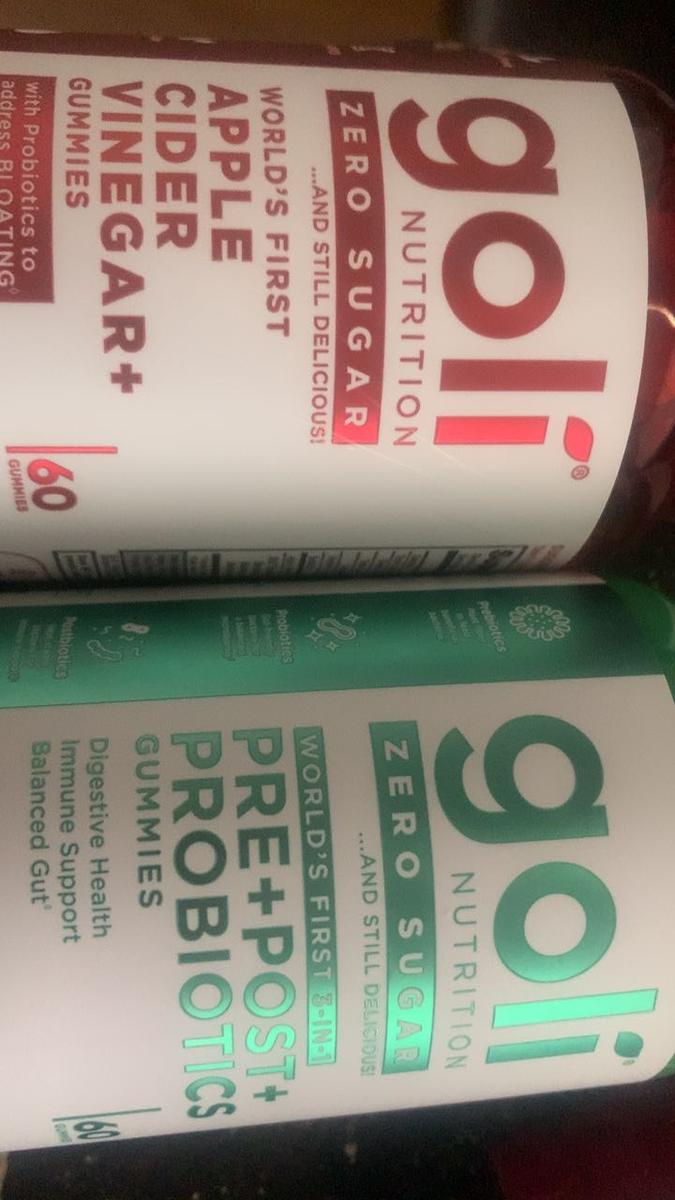 goli®
NUTRITION
ZERO SUGAR
...AND STILL DELICIOUS!
WORLD'S FIRST
APPLE
CIDER
VINEGAR+
GUMMIES
with Probiotics to
address BLOATING◊
60
GUMMIES
goli
NUTRITION
ZERO SUGAR
...AND STILL DELICIOUS!
WORLD'S FIRST 3-IN-1
PRE+POST+
PROBIOTICS
GUMMIES
Digestive Health
Immune Support
Balanced Gut◊
60
Prebiotics
Probiotics
Postbiotics